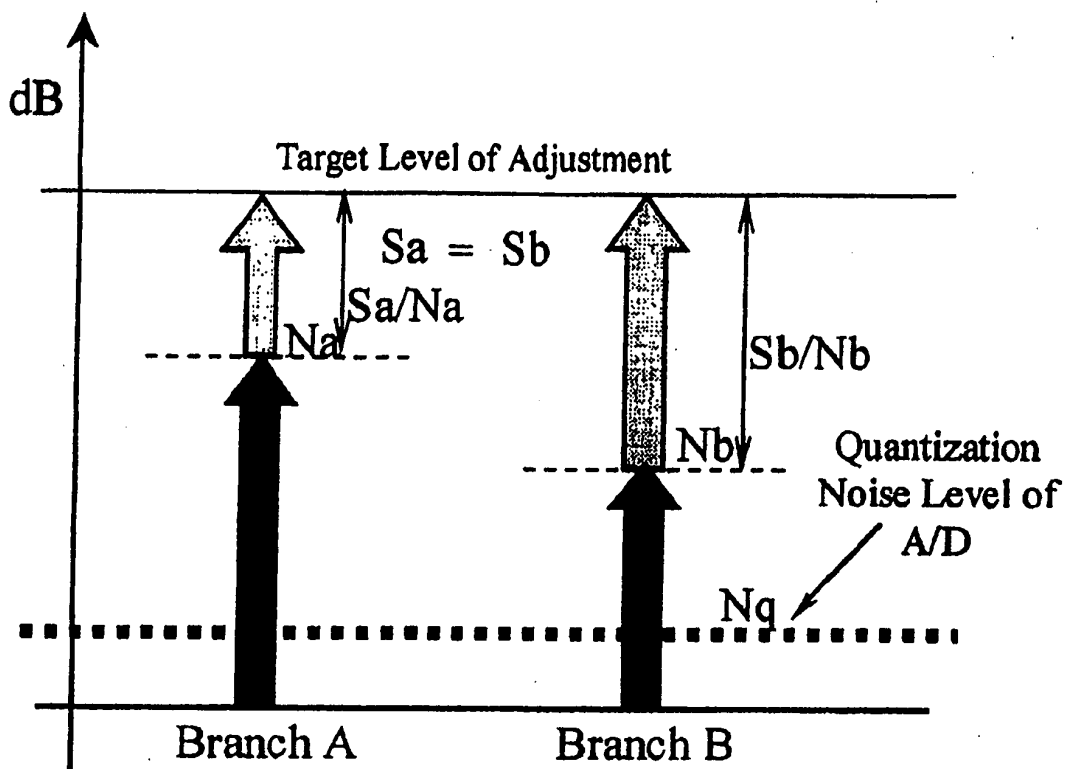 dB
Target Level of Adjustment
Sa = Sb
Sa/Na
Na
Sb/Nb
Nb
Quantization
Noise Level of
A/D
Nq
Branch A
Branch B